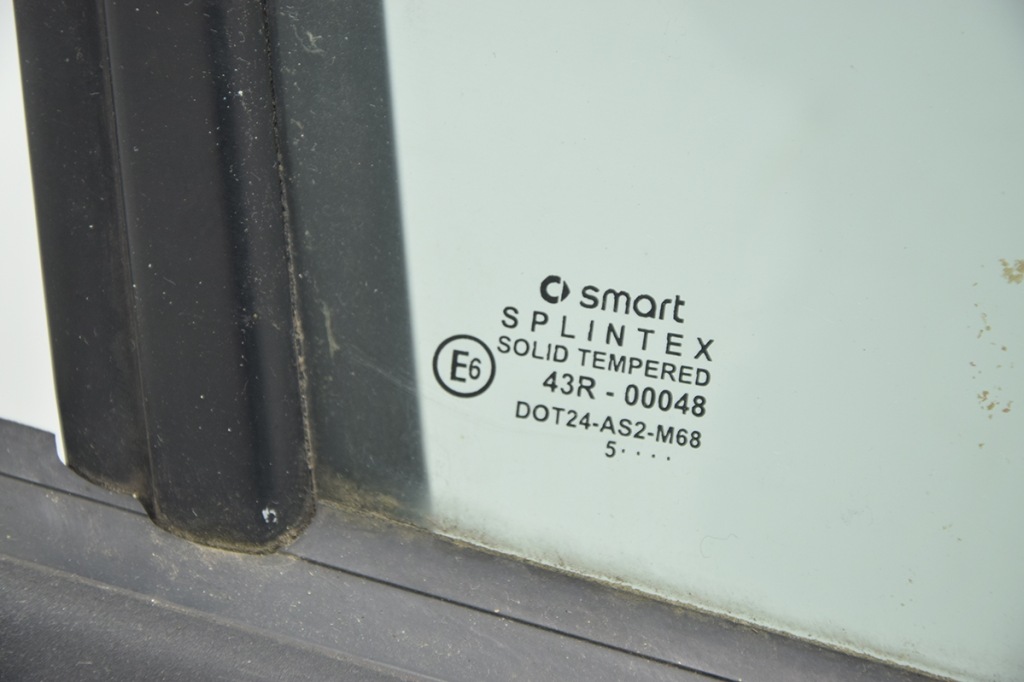 smart
SPLINTEX
SOLID TEMPERED
E6
43R - 00048
DOT24-AS2-M68
5····